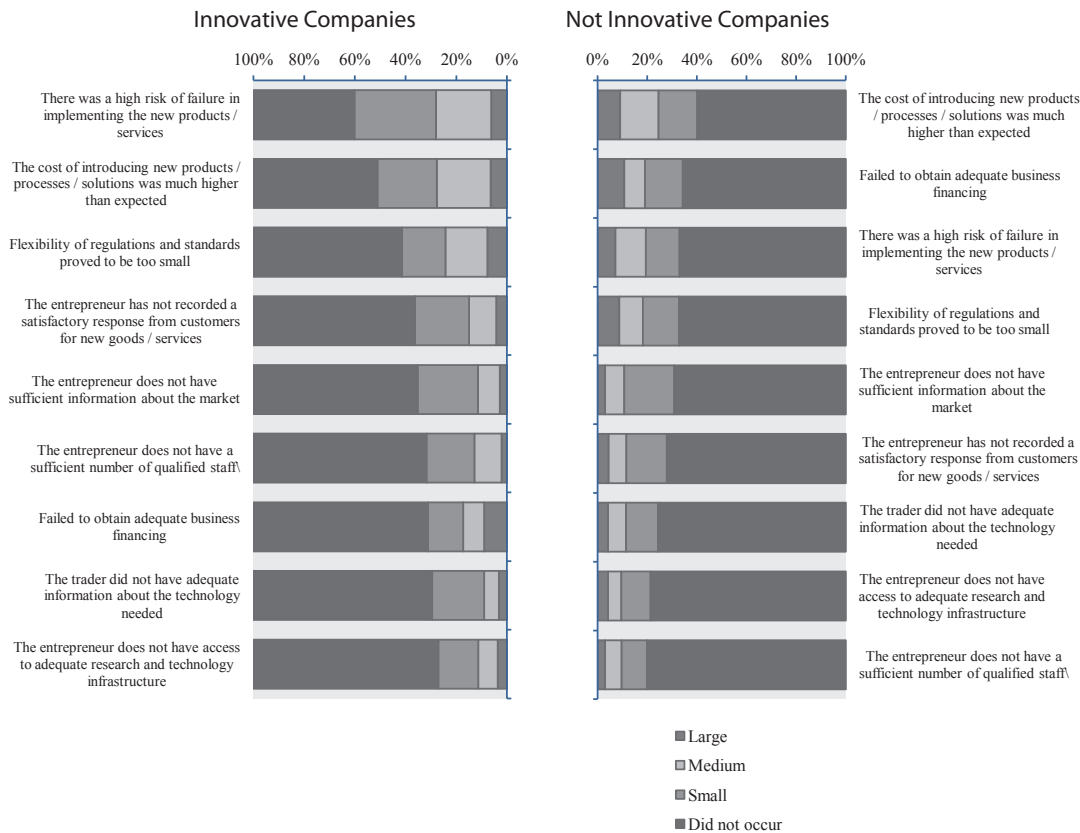 Innovative Companies
Not Innovative Companies
100% 80% 60% 40% 20% 0%
0% 20% 40% 60% 80% 100%
There was a high risk of failure in
implementing the new products /
services
The cost of introducing new products /
processes / solutions was much higher
than expected
Flexibility of regulations and standards
proved to be too small
The entrepreneur has not recorded a
satisfactory response from customers
for new goods / services
The entrepreneur does not have
sufficient information about the market
The entrepreneur does not have a
sufficient number of qualified staff\
Failed to obtain adequate business
financing
The trader did not have adequate
information about the technology
needed
The entrepreneur does not have access
to adequate research and technology
infrastructure
The cost of introducing new products
/ processes / solutions was much
higher than expected
Failed to obtain adequate business
financing
There was a high risk of failure in
implementing the new products /
services
Flexibility of regulations and
standards proved to be too small
The entrepreneur does not have
sufficient information about the
market
The entrepreneur has not recorded a
satisfactory response from customers
for new goods / services
The trader did not have adequate
information about the technology
needed
The entrepreneur does not have
access to adequate research and
technology infrastructure
The entrepreneur does not have a
sufficient number of qualified staff\
Large
Medium
Small
Did not occur